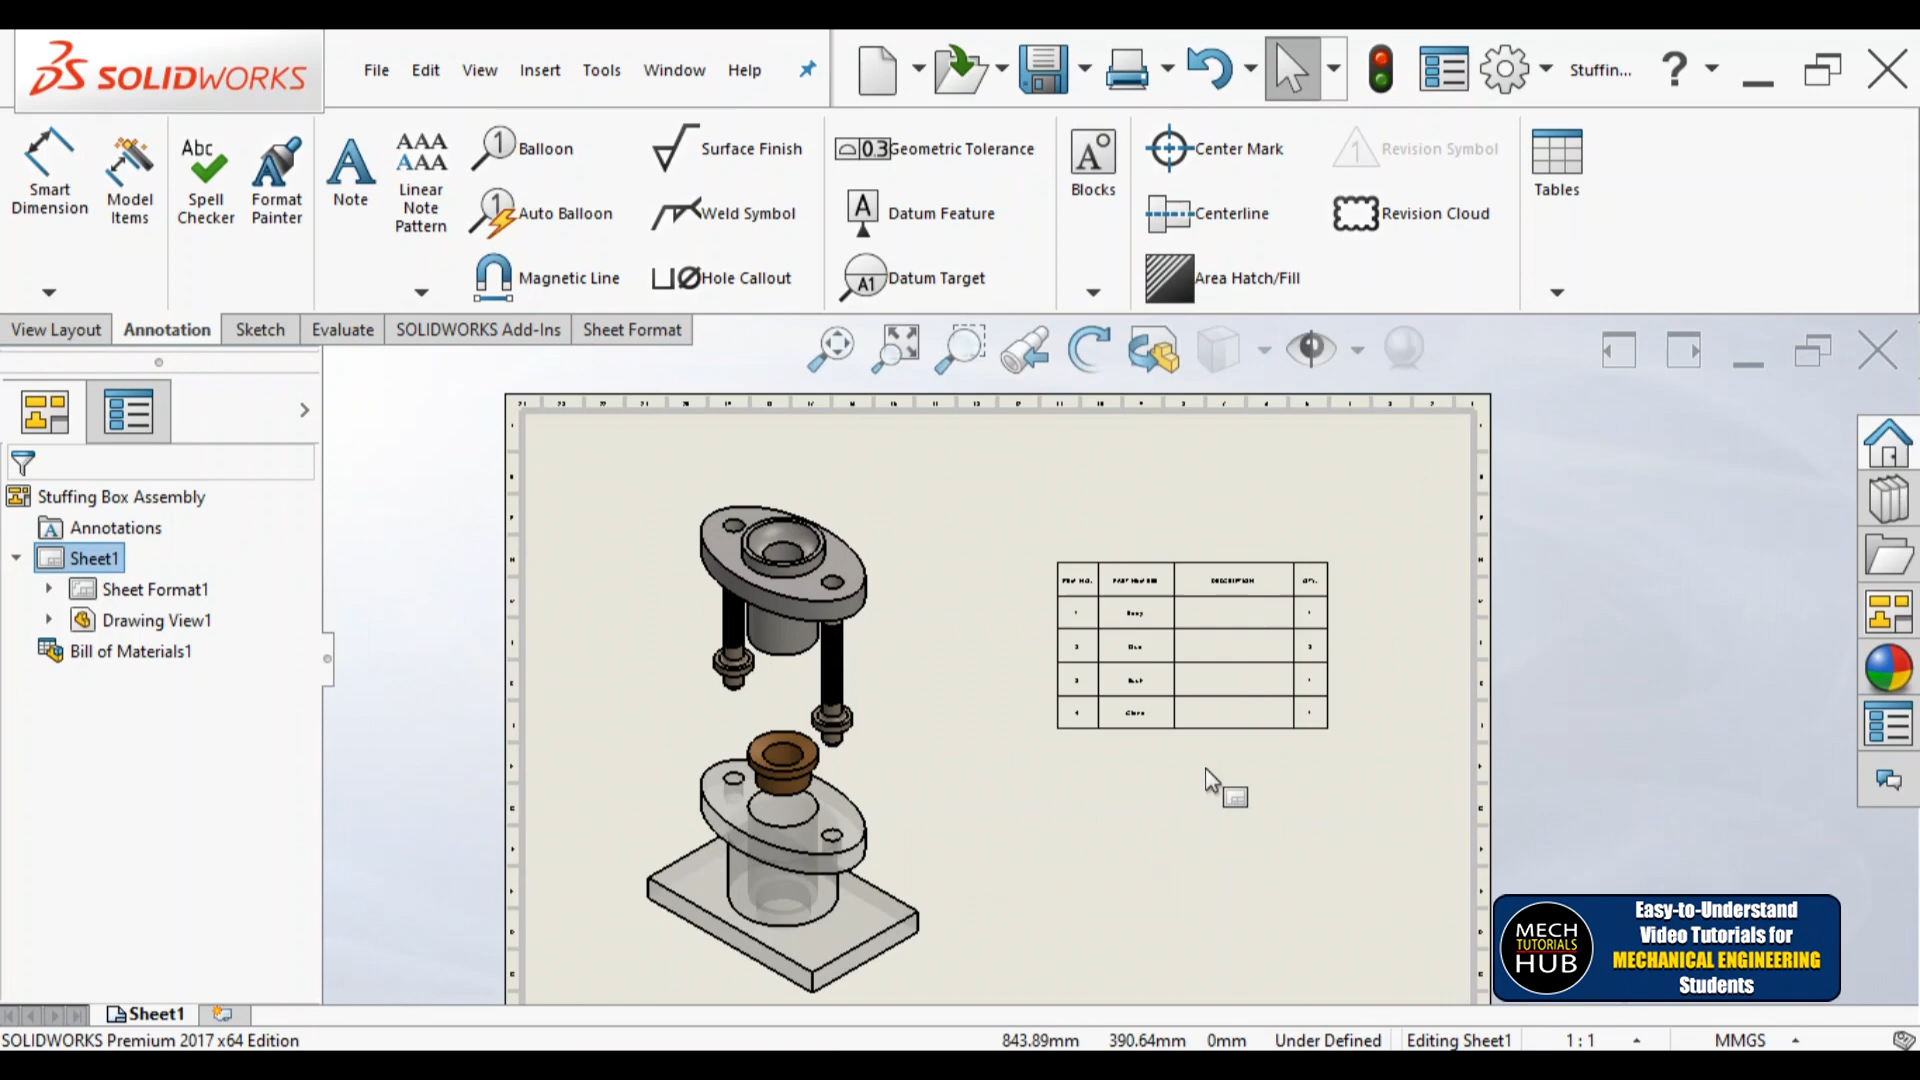 SOLIDWORKS
File Edit View Insert Tools Window Help
Stuffin...
?
Smart Dimension
Model Items
Abc
Spell Checker
Format Painter
Note
AAA
AAA
Linear Note Pattern
Balloon
Auto Balloon
Magnetic Line
Surface Finish
Weld Symbol
Hole Callout
Geometric Tolerance
Datum Feature
Datum Target
Blocks
Center Mark
Centerline
Area Hatch/Fill
Revision Symbol
Revision Cloud
Tables
View Layout Annotation Sketch Evaluate SOLIDWORKS Add-Ins Sheet Format
Stuffing Box Assembly
Annotations
Sheet1
Sheet Format1
Drawing View1
Bill of Materials1
MECH
TUTORIALS
HUB
Easy-to-Understand
Video Tutorials for
MECHANICAL ENGINEERING
Students
Sheet1
SOLIDWORKS Premium 2017 x64 Edition
843.89mm 390.64mm 0mm Under Defined Editing Sheet1 1 : 1 MMGS